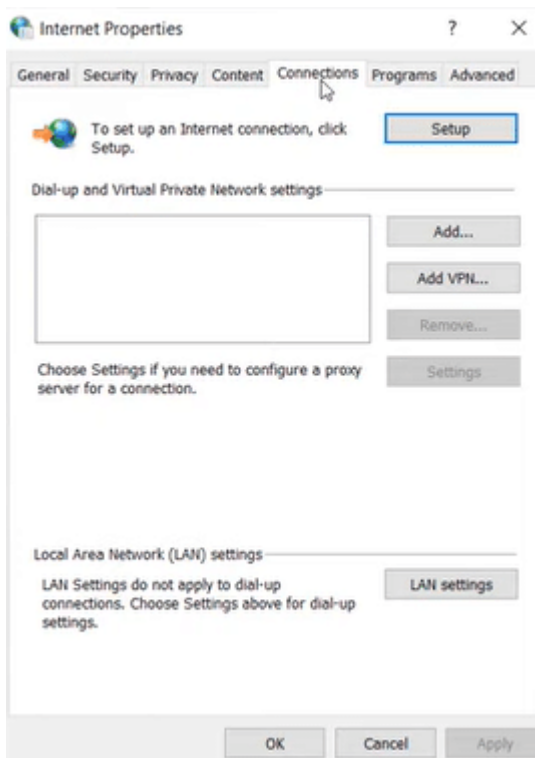 Internet Properties
? ×
General Security Privacy Content Connections Programs Advanced
To set up an Internet connection, click
Setup.
Setup
Dial-up and Virtual Private Network settings
Add...
Add VPN...
Remove...
Choose Settings if you need to configure a proxy
server for a connection.
Settings
Local Area Network (LAN) settings
LAN Settings do not apply to dial-up
connections. Choose Settings above for dial-up
settings.
LAN settings
OK Cancel Apply